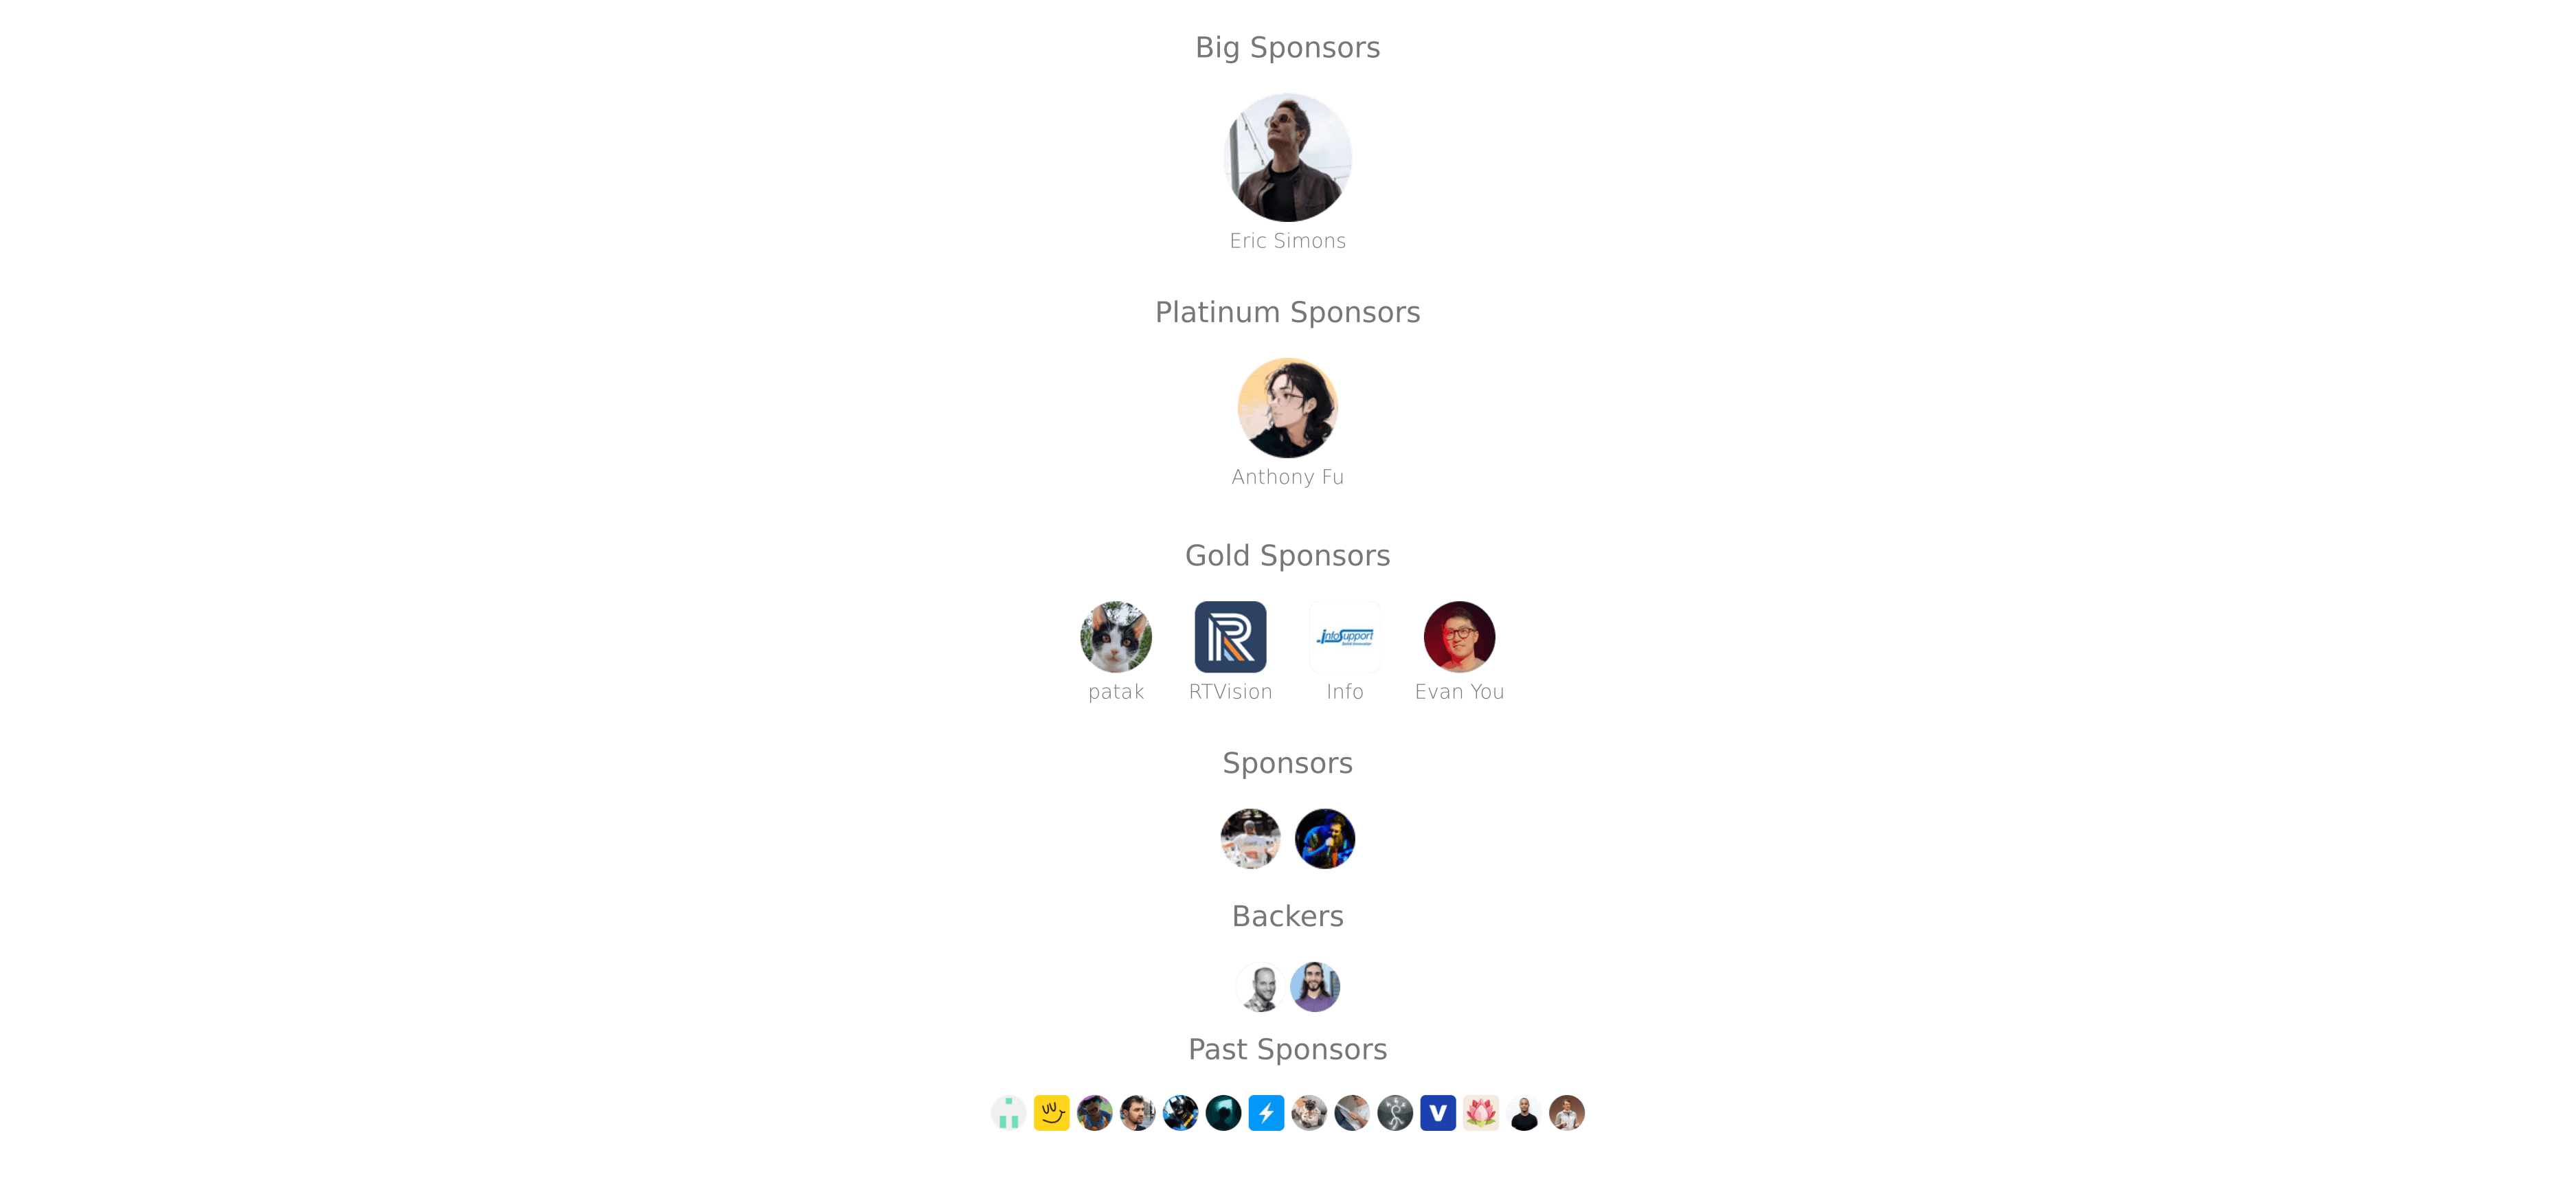 Big Sponsors
Eric Simons
Platinum Sponsors
Anthony Fu
Gold Sponsors
infoSupport
patak RTVision Info Evan You
Sponsors
Backers
Past Sponsors
V